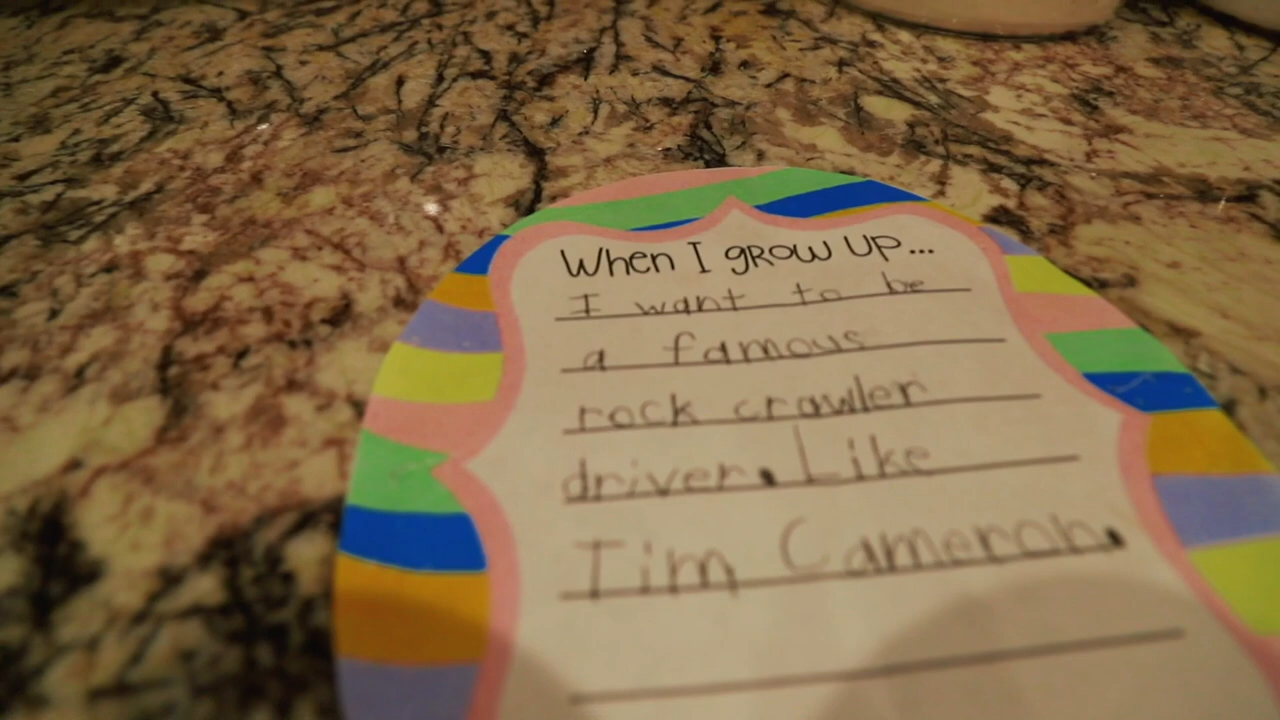 When I grow up...
I want to be
a famous
rock crawler
driver. Like
Tim Cameron.